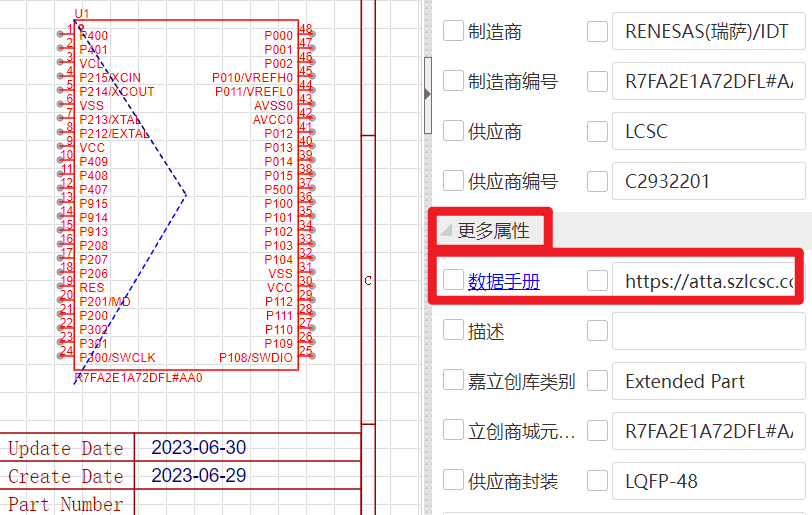 U1
1 P400 P000 48
2 P401 P001 47
3 VCL P002 46
4 P215/XCIN P010/VREFH0 45
5 P214/XCOUT P011/VREFL0 44
6 VSS AVSS0 43
7 P213/XTAL AVCC0 42
8 P212/EXTAL P012 41
9 VCC P013 40
10 P409 P014 39
11 P408 P015 38
12 P407 P500 37
13 P915 P100 36
14 P914 P101 35
15 P913 P102 34
16 P208 P103 33
17 P207 P104 32
18 P206 VSS 31
19 RES VCC 30
20 P201/MD P112 29
21 P200 P111 28
22 P302 P110 27
23 P301 P109 26
24 P300/SWCLK P108/SWDIO 25
R7FA2E1A72DFL#AA0
C
Update Date 2023-06-30
Create Date 2023-06-29
Part Number
制造商 RENESAS(瑞萨)/IDT
制造商编号 R7FA2E1A72DFL#A
供应商 LCSC
供应商编号 C2932201
更多属性
数据手册 https://atta.szlcsc.c
描述
嘉立创库类别 Extended Part
立创商城元... R7FA2E1A72DFL#A
供应商封装 LQFP-48